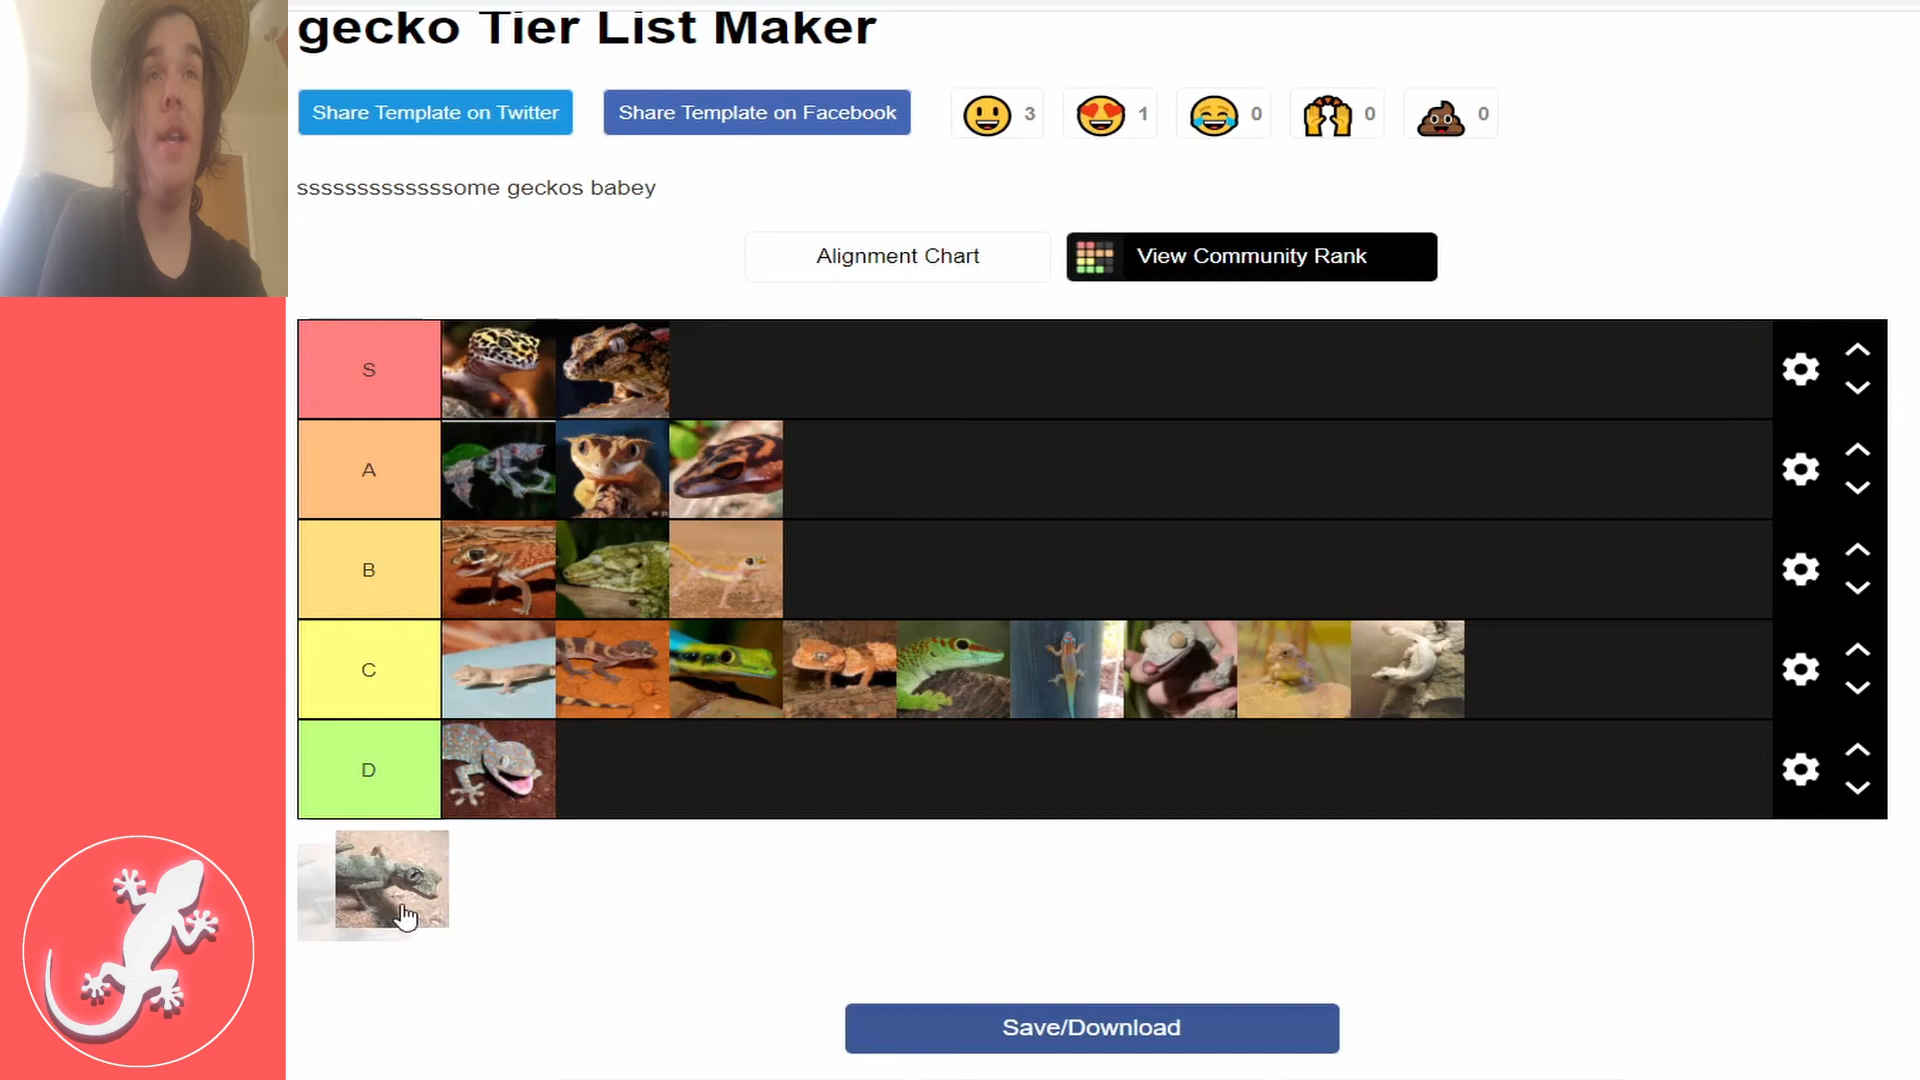 gecko Tier List Maker
Share Template on Twitter
Share Template on Facebook
3
1
0
0
0
sssssssssssssome geckos babey
Alignment Chart
View Community Rank
S
A
B
C
D
Save/Download